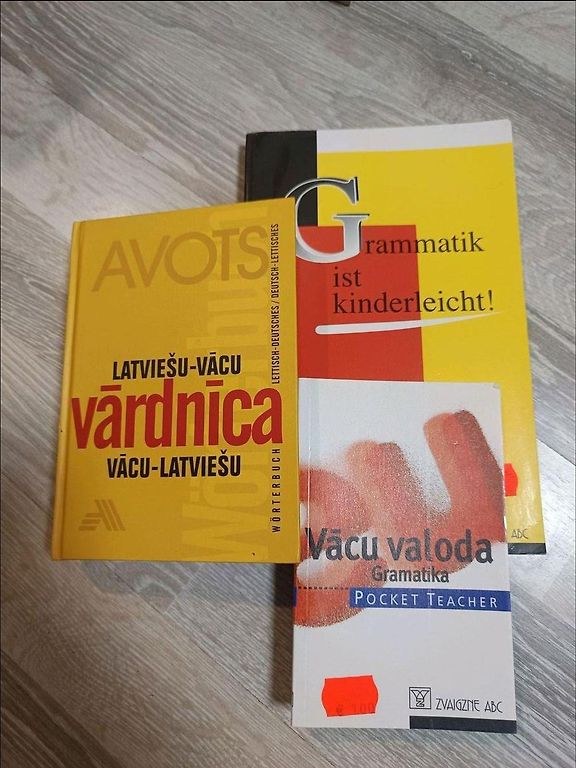 Grammatik
ist
kinderleicht!
ABC
AVOTS
LATVIEŠU-VĀCU
vārdnīca
VĀCU-LATVIEŠU
WÖRTERBUCH LETTISCH-DEUTSCHES / DEUTSCH-LETTISCHES
Vācu valoda
Gramatika
POCKET TEACHER
ZVAIGZNE ABC